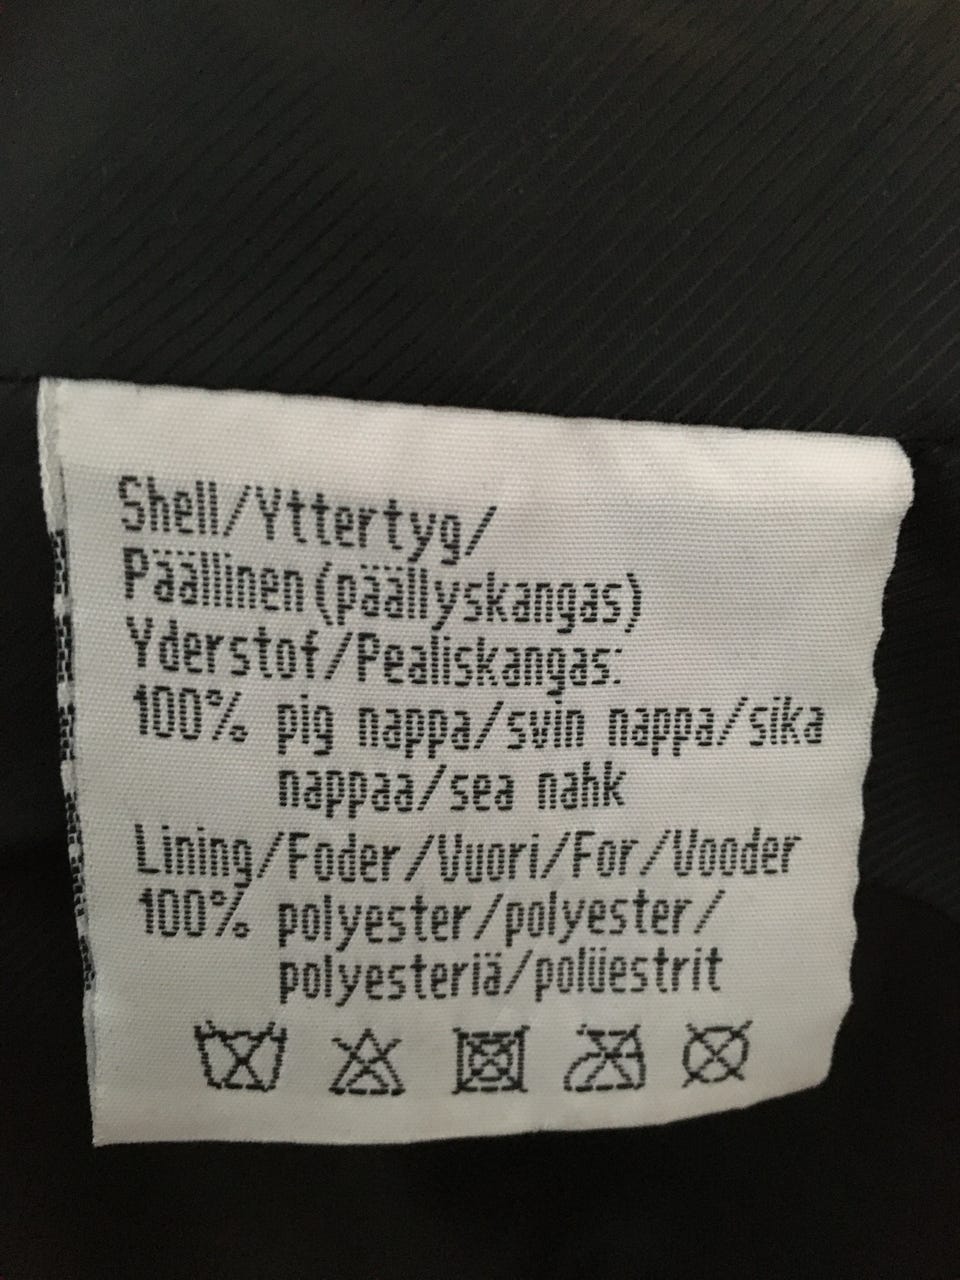 Shell/Yttertyg/
Päällinen (päällyskangas)
Yderstof/Pealiskangas:
100% pig nappa/svin nappa/sika
nappaa/sea nahk
Lining/Foder/Vuori/For/Vooder
100% polyester/polyester/
polyesteriä/polüestrit